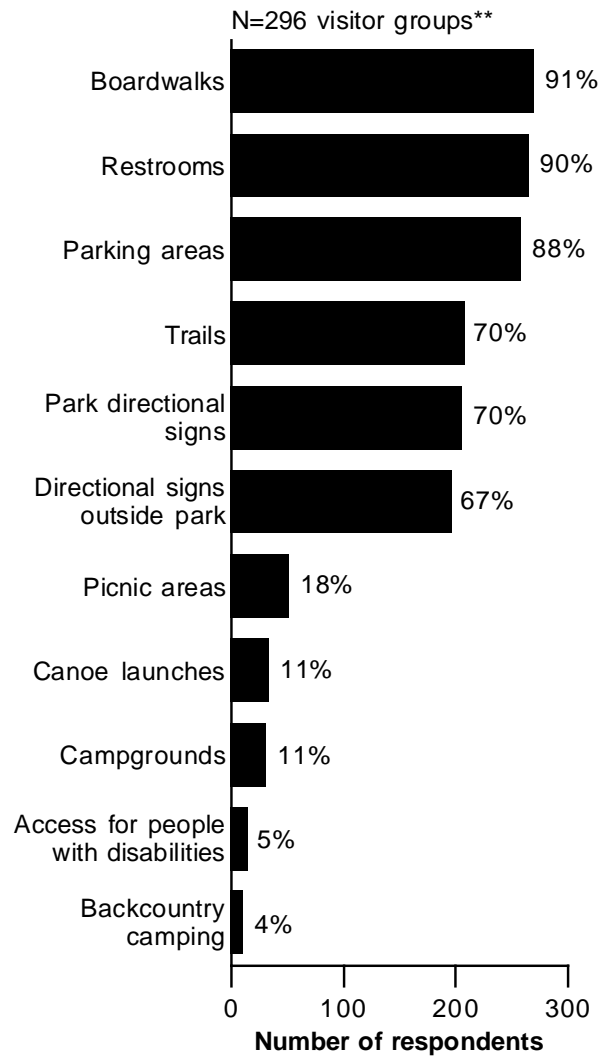 N=296 visitor groups**
Boardwalks
91%
Restrooms
90%
Parking areas
88%
Trails
70%
Park directional
signs
70%
Directional signs
outside park
67%
Picnic areas
18%
Canoe launches
11%
Campgrounds
11%
Access for people
with disabilities
5%
Backcountry
camping
4%
0 100 200 300
Number of respondents